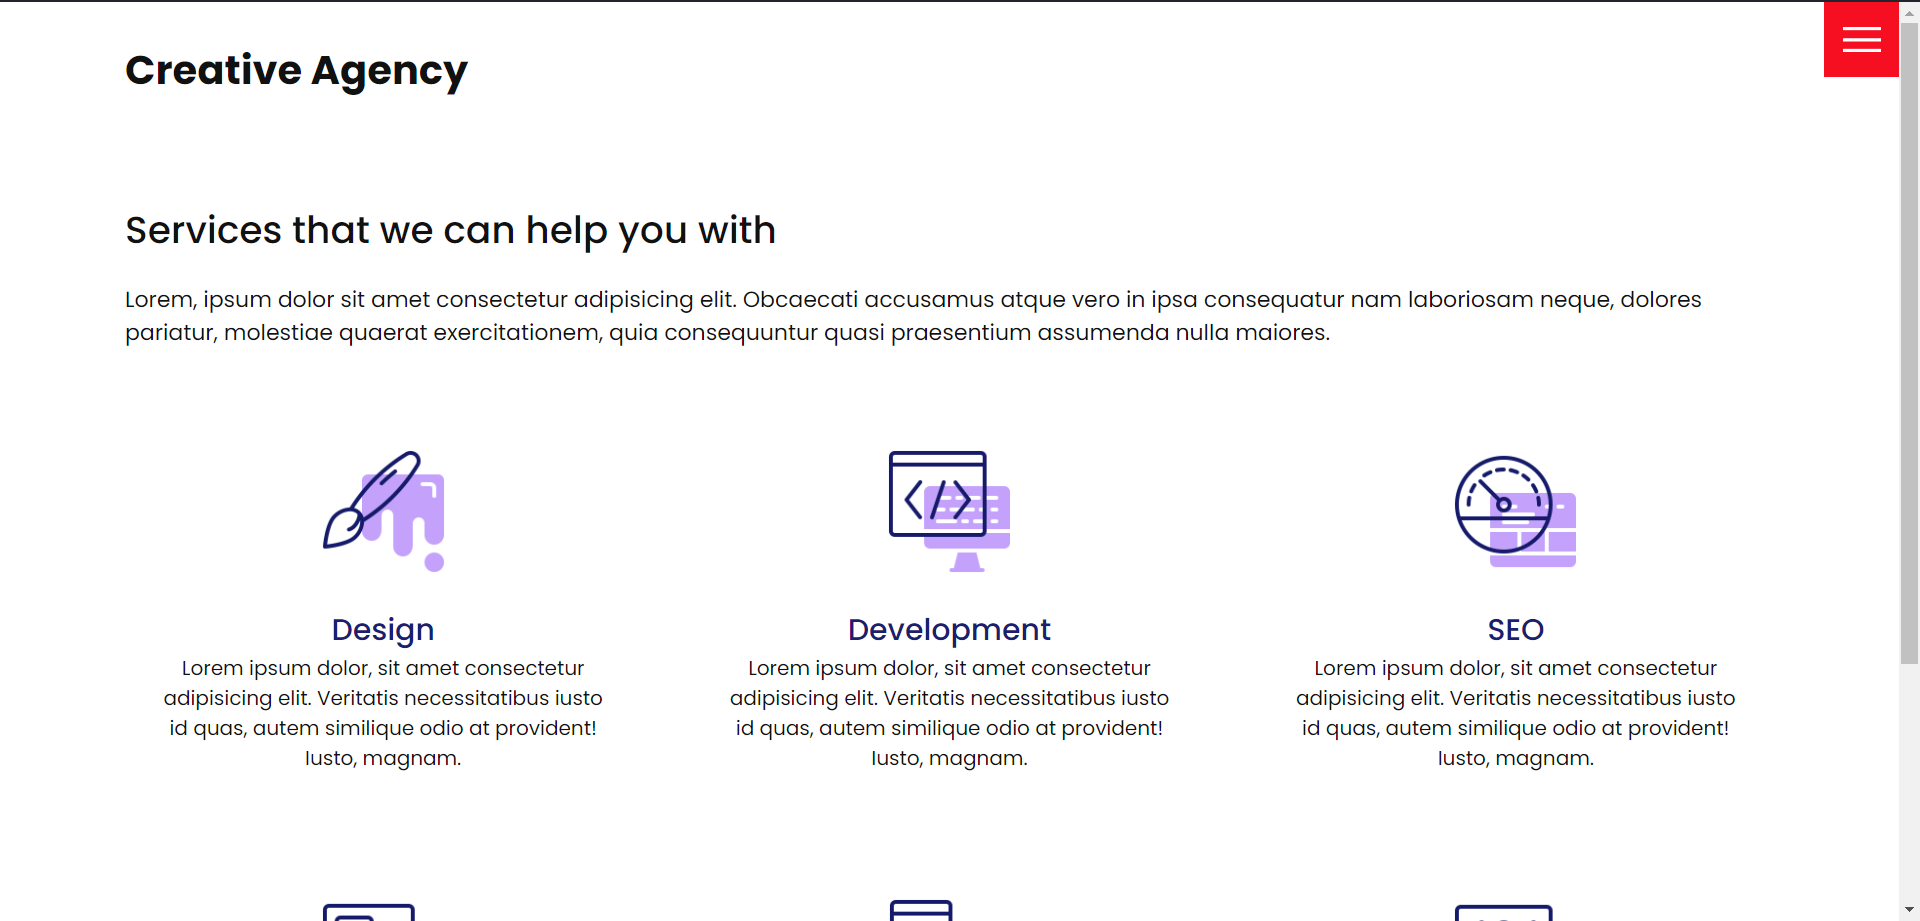 Creative Agency
Services that we can help you with
Lorem, ipsum dolor sit amet consectetur adipisicing elit. Obcaecati accusamus atque vero in ipsa consequatur nam laboriosam neque, dolores
pariatur, molestiae quaerat exercitationem, quia consequuntur quasi praesentium assumenda nulla maiores.
Design
Lorem ipsum dolor, sit amet consectetur
adipisicing elit. Veritatis necessitatibus iusto
id quas, autem similique odio at provident!
Iusto, magnam.
Development
Lorem ipsum dolor, sit amet consectetur
adipisicing elit. Veritatis necessitatibus iusto
id quas, autem similique odio at provident!
Iusto, magnam.
SEO
Lorem ipsum dolor, sit amet consectetur
adipisicing elit. Veritatis necessitatibus iusto
id quas, autem similique odio at provident!
Iusto, magnam.